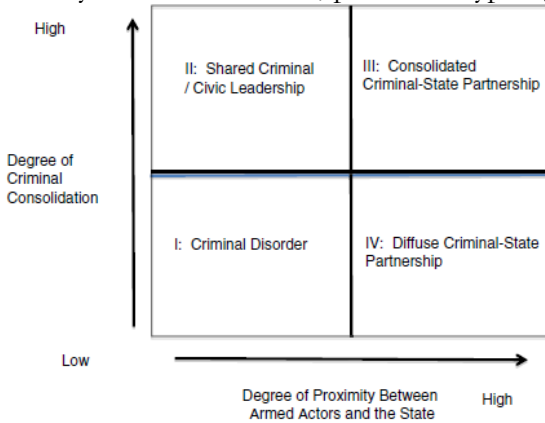 High
II: Shared Criminal
/ Civic Leadership
III: Consolidated
Criminal-State Partnership
Degree of
Criminal
Consolidation
I: Criminal Disorder
IV: Diffuse Criminal-State
Partnership
Low
Degree of Proximity Between
Armed Actors and the State
High